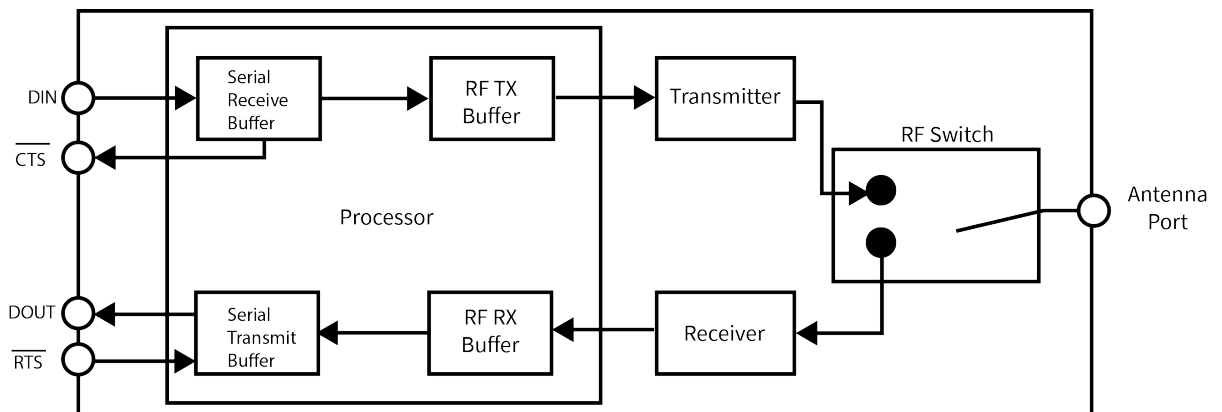 DIN
Serial
Receive
Buffer
RF TX
Buffer
Transmitter
RF Switch
CTS
Processor
Antenna
Port
DOUT
Serial
Transmit
Buffer
RF RX
Buffer
Receiver
RTS